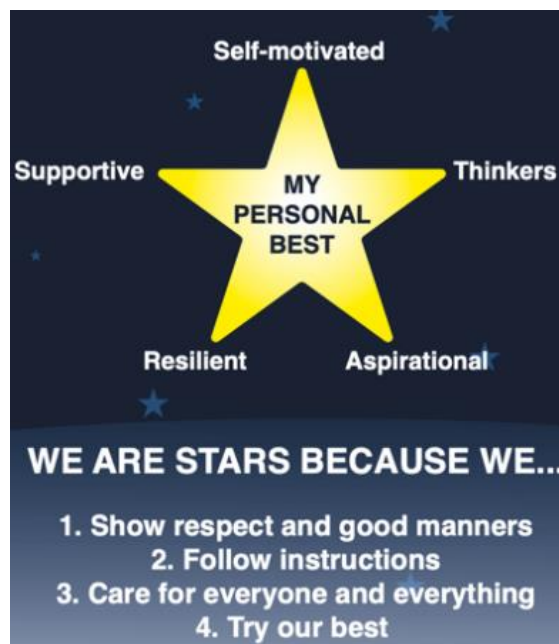 Self-motivated
Supportive
Thinkers
MY
PERSONAL
BEST
Resilient
Aspirational
WE ARE STARS BECAUSE WE...
1. Show respect and good manners
2. Follow instructions
3. Care for everyone and everything
4. Try our best